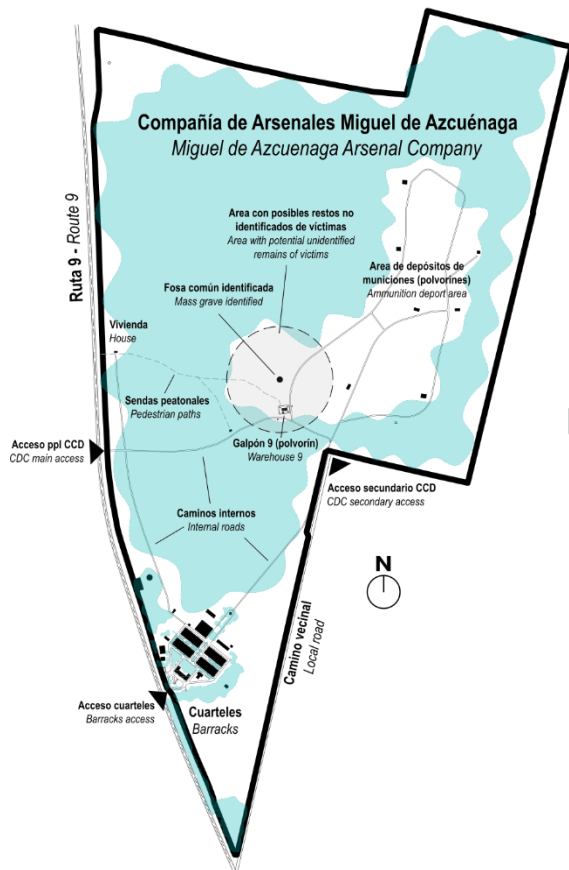 Compañía de Arsenales Miguel de Azcuénaga
Miguel de Azcuenaga Arsenal Company
Area con posibles restos no
identificados de víctimas
Area with potential unidentified
remains of victims
Area de depósitos de
municiones (polvorines)
Ammunition deport area
Fosa común identificada
Mass grave identified
Ruta 9 - Route 9
Vivienda
House
Sendas peatonales
Pedestrian paths
Acceso ppl CCD
CDC main access
Galpón 9 (polvorín)
Warehouse 9
Acceso secundario CCD
CDC secondary access
Caminos internos
Internal roads
N
Camino vecinal
Local road
Acceso cuarteles
Barracks access
Cuarteles
Barracks